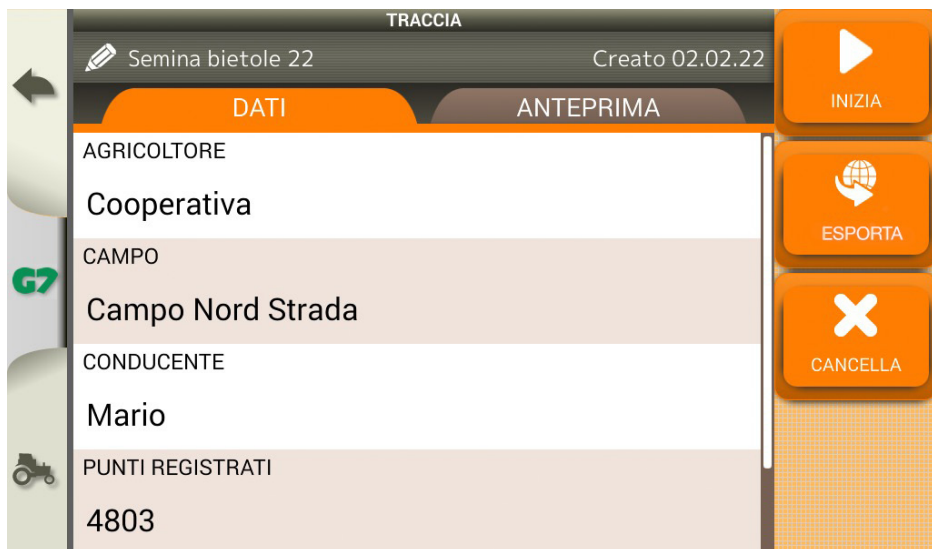 TRACCIA
Semina bietole 22 Creato 02.02.22
DATI ANTEPRIMA
AGRICOLTORE
Cooperativa
CAMPO
Campo Nord Strada
CONDUCENTE
Mario
PUNTI REGISTRATI
4803
INIZIA
ESPORTA
CANCELLA
G7